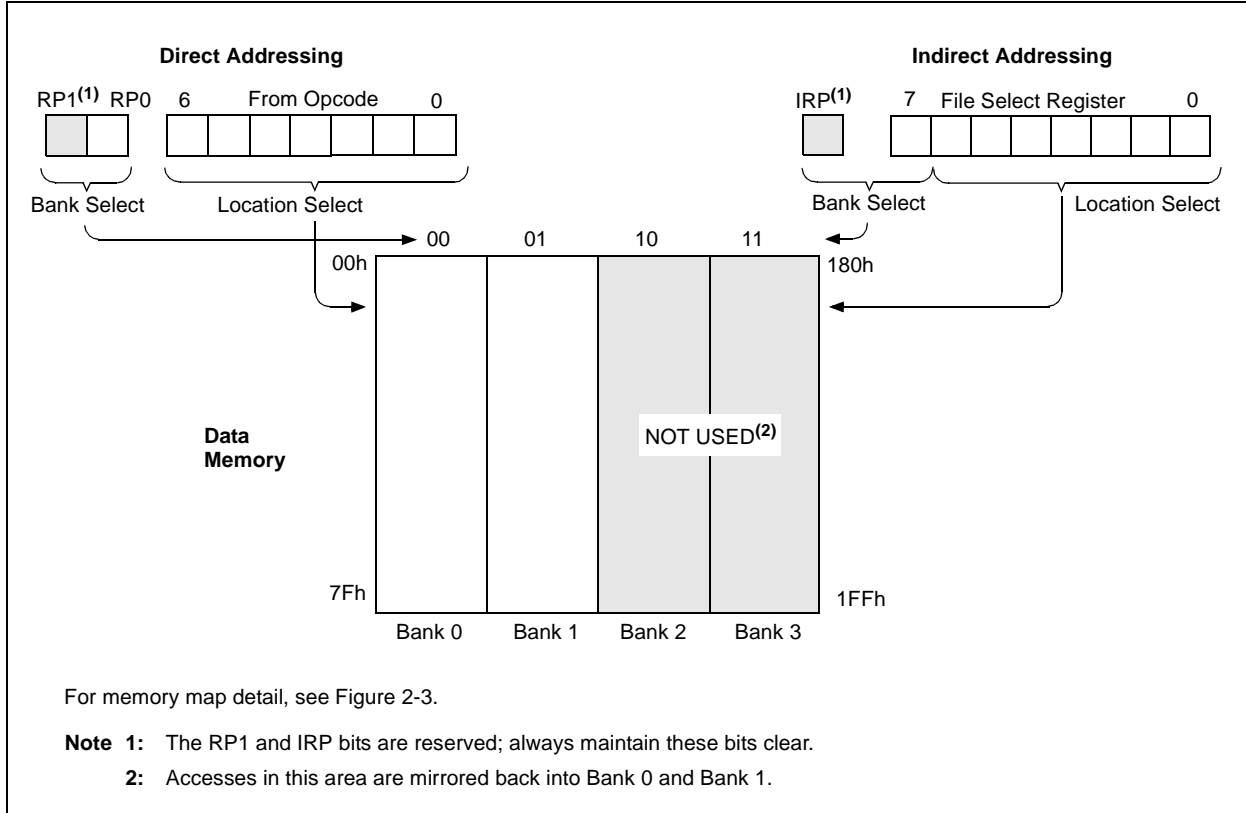 Direct Addressing
Indirect Addressing
RP1(1) RP0 6 From Opcode 0
IRP(1) 7 File Select Register 0
Bank Select Location Select
Bank Select Location Select
00 01 10 11
00h
180h
Data
Memory
NOT USED(2)
7Fh
1FFh
Bank 0 Bank 1 Bank 2 Bank 3
For memory map detail, see Figure 2-3.
Note 1: The RP1 and IRP bits are reserved; always maintain these bits clear.
2: Accesses in this area are mirrored back into Bank 0 and Bank 1.